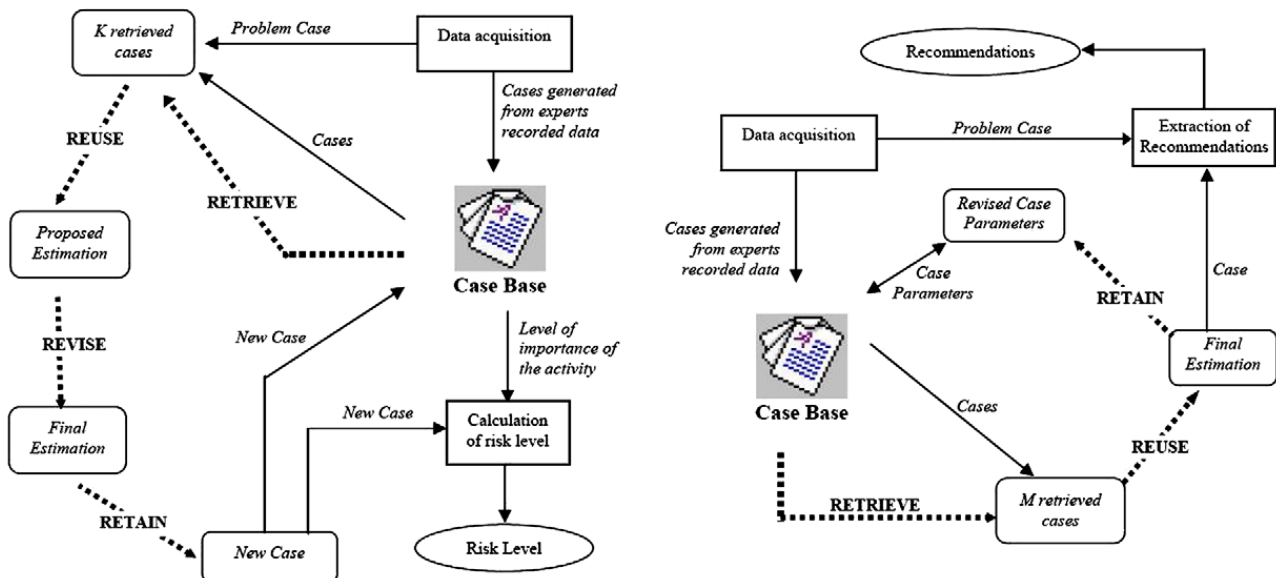 K retrieved
cases
Problem Case
Data acquisition
Cases generated
from experts
recorded data
REUSE
Cases
RETRIEVE
Proposed
Estimation
Case Base
REVISE
New Case
Level of
importance of
the activity
Final
Estimation
New Case
Calculation
of risk level
RETAIN
New Case
Risk Level
Recommendations
Data acquisition
Problem Case
Extraction of
Recommendations
Cases generated
from experts
recorded data
Revised Case
Parameters
Case
Parameters
Case
RETAIN
Case Base
Final
Estimation
Cases
REUSE
RETRIEVE
M retrieved
cases